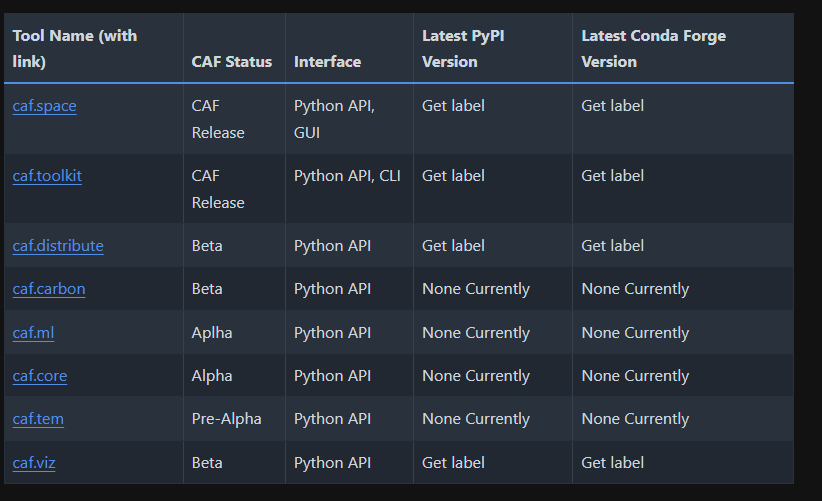 Tool Name (with link) CAF Status Interface Latest PyPI Version Latest Conda Forge Version
caf.space CAF Release Python API, GUI Get label Get label
caf.toolkit CAF Release Python API, CLI Get label Get label
caf.distribute Beta Python API Get label Get label
caf.carbon Beta Python API None Currently None Currently
caf.ml Aplha Python API None Currently None Currently
caf.core Alpha Python API None Currently None Currently
caf.tem Pre-Alpha Python API None Currently None Currently
caf.viz Beta Python API Get label Get label